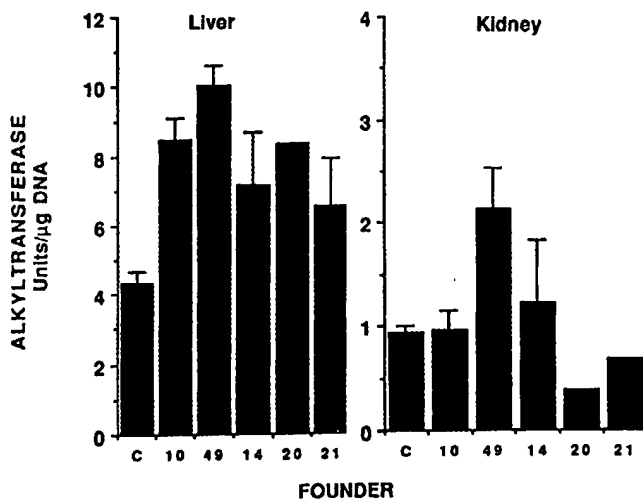 Liver
Kidney
ALKYLTRANSFERASE
Units/µg DNA
12
10
8
6
4
2
0
4
3
2
1
0
C 10 49 14 20 21
C 10 49 14 20 21
FOUNDER